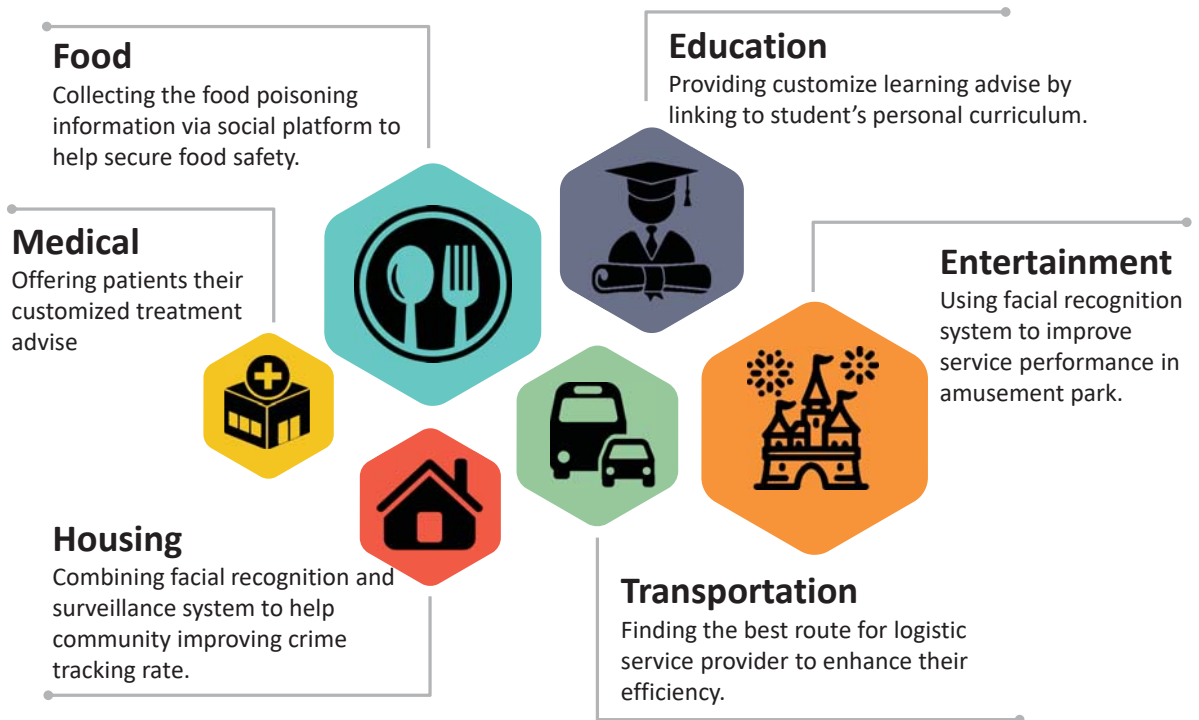 Food
Collecting the food poisoning
information via social platform to
help secure food safety.
Education
Providing customize learning advise by
linking to student’s personal curriculum.
Medical
Offering patients their
customized treatment
advise
Entertainment
Using facial recognition
system to improve
service performance in
amusement park.
Housing
Combining facial recognition and
surveillance system to help
community improving crime
tracking rate.
Transportation
Finding the best route for logistic
service provider to enhance their
efficiency.